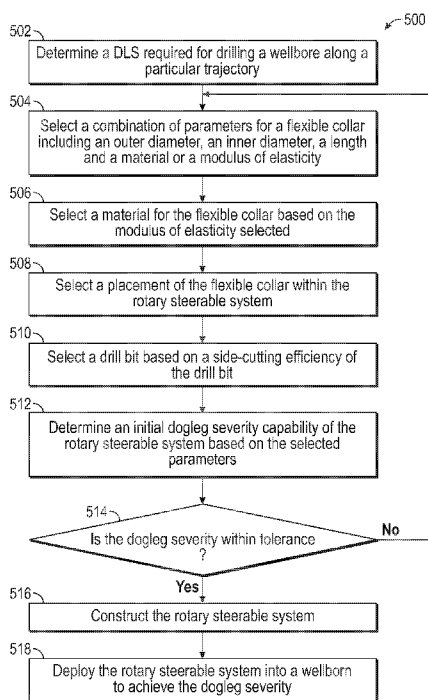 500
502
Determine a DLS required for drilling a wellbore along a
particular trajectory
504
Select a combination of parameters for a flexible collar
including an outer diameter, an inner diameter, a length
and a material or a modulus of elasticity
506
Select a material for the flexible collar based on the
modulus of elasticity selected
508
Select a placement of the flexible collar within the
rotary steerable system
510
Select a drill bit based on a side-cutting efficiency of
the drill bit
512
Determine an initial dogleg severity capability of the
rotary steerable system based on the selected
parameters
514
Is the dogleg severity within tolerance
?
No
Yes
516
Construct the rotary steerable system
518
Deploy the rotary steerable system into a wellborn
to achieve the dogleg severity